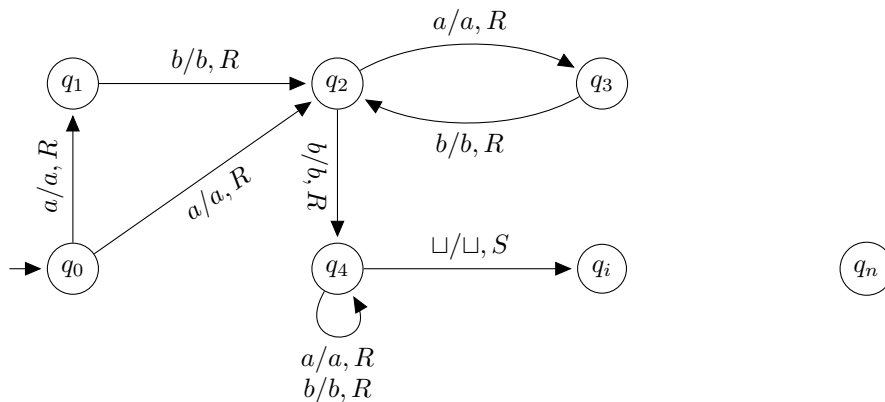 a/a, R
q₁
b/b, R
q₂
q₃
b/b, R
a/a, R
a/a, R
b/b, R
q₀
q₄
⊔/⊔, S
qᵢ
qₙ
a/a, R
b/b, R